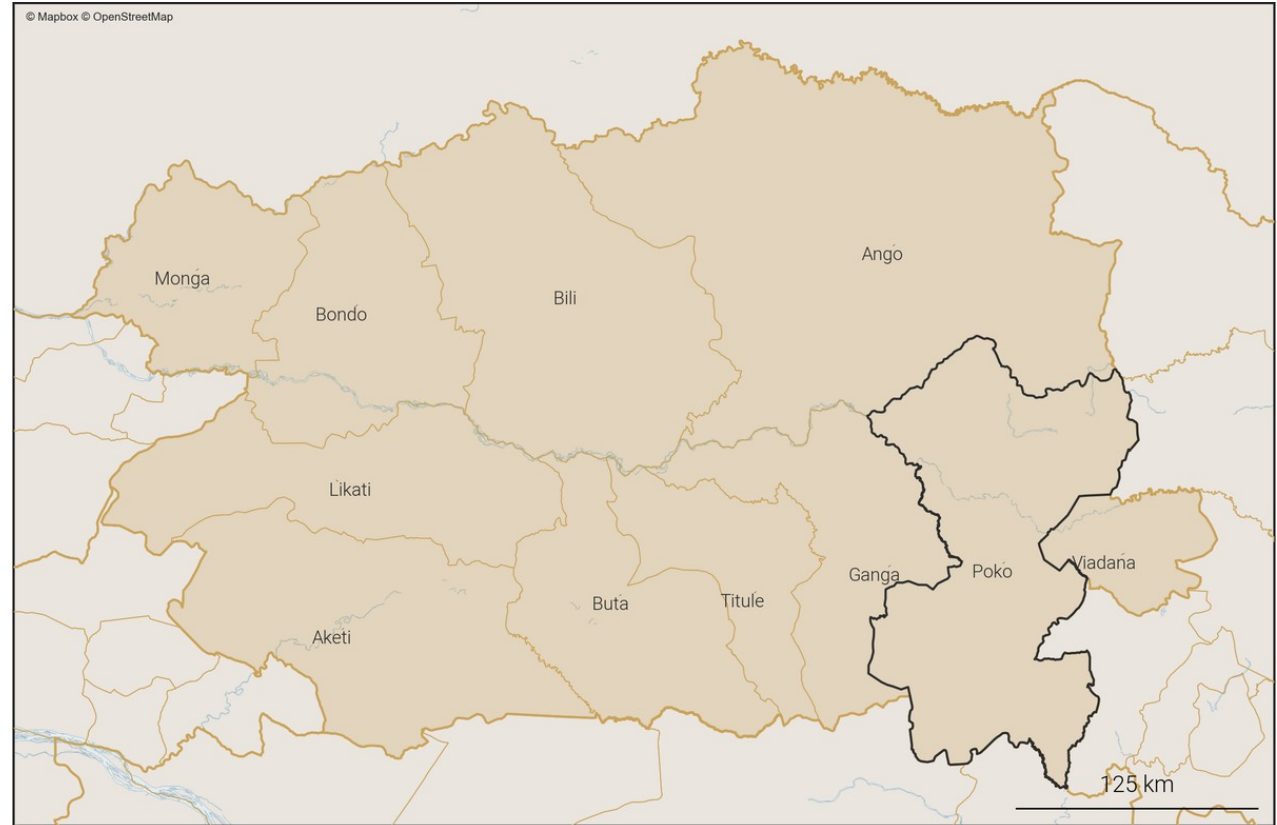 © Mapbox © OpenStreetMap
Ango
Monga
Bili
Bondo
Likati
Viadana
Poko
Ganga
Titule
Buta
Aketi
125 km